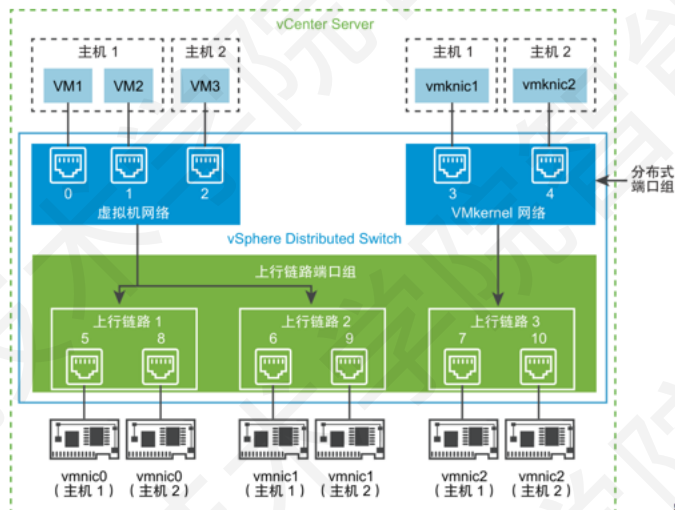 vCenter Server
主机 1
主机 2
主机 1
主机 2
VM1
VM2
VM3
vmknic1
vmknic2
0
1
2
3
4
虚拟机网络
VMkernel 网络
分布式
端口组
vSphere Distributed Switch
上行链路端口组
上行链路 1
上行链路 2
上行链路 3
5
8
6
9
7
10
vmnic0
(主机 1)
vmnic0
(主机 2)
vmnic1
(主机 1)
vmnic1
(主机 2)
vmnic2
(主机 1)
vmnic2
(主机 2)